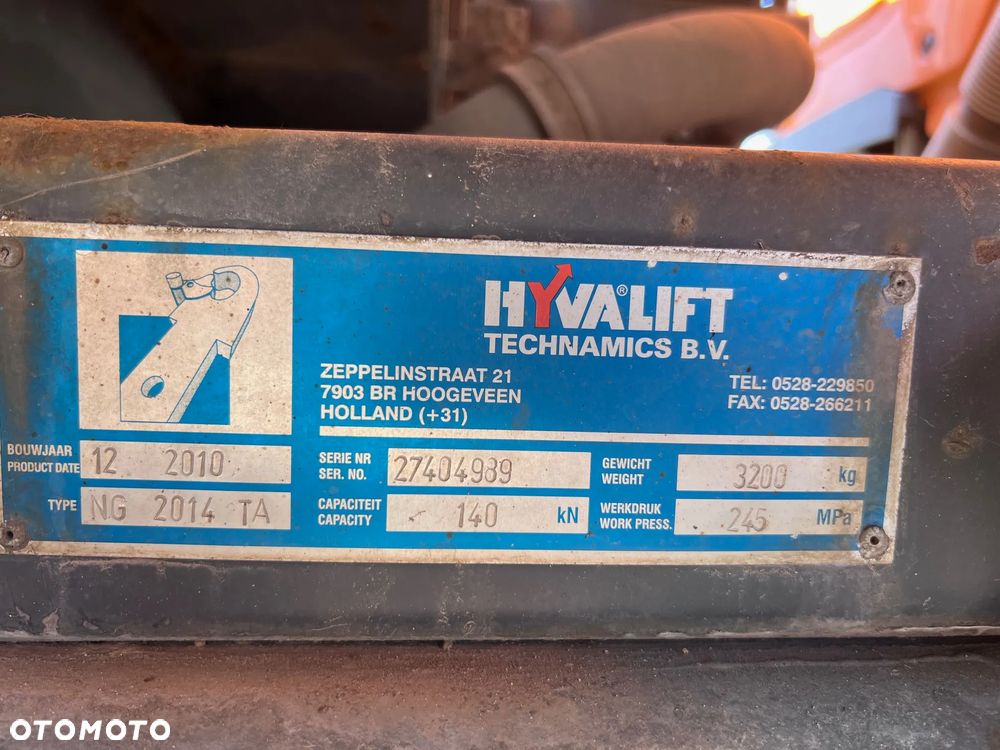 HYVALIFT®
TECHNAMICS B.V.
ZEPPELINSTRAAT 21
7903 BR HOOGEVEEN
HOLLAND (+31)
TEL: 0528-229850
FAX: 0528-266211
BOUWJAAR
PRODUCT DATE 12 2010
SERIE NR
SER. NO. 27404989
GEWICHT
WEIGHT 3200 kg
TYPE NG 2014 TA
CAPACITEIT
CAPACITY 140 kN
WERKDRUK
WORK PRESS. 245 MPa
OTOMOTO